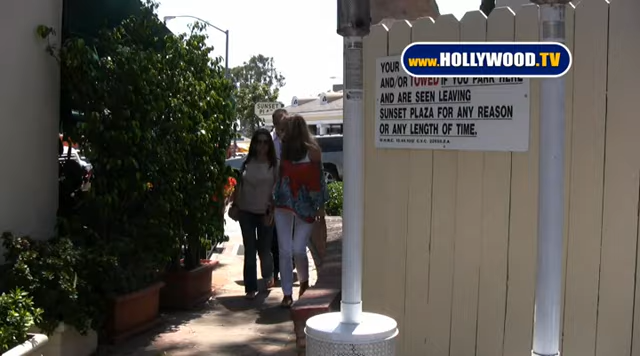 www.HOLLYWOOD.TV
YOUR
AND/OR TOWED IF YOU PARK HERE
AND ARE SEEN LEAVING
SUNSET PLAZA FOR ANY REASON
OR ANY LENGTH OF TIME.
SUNSET